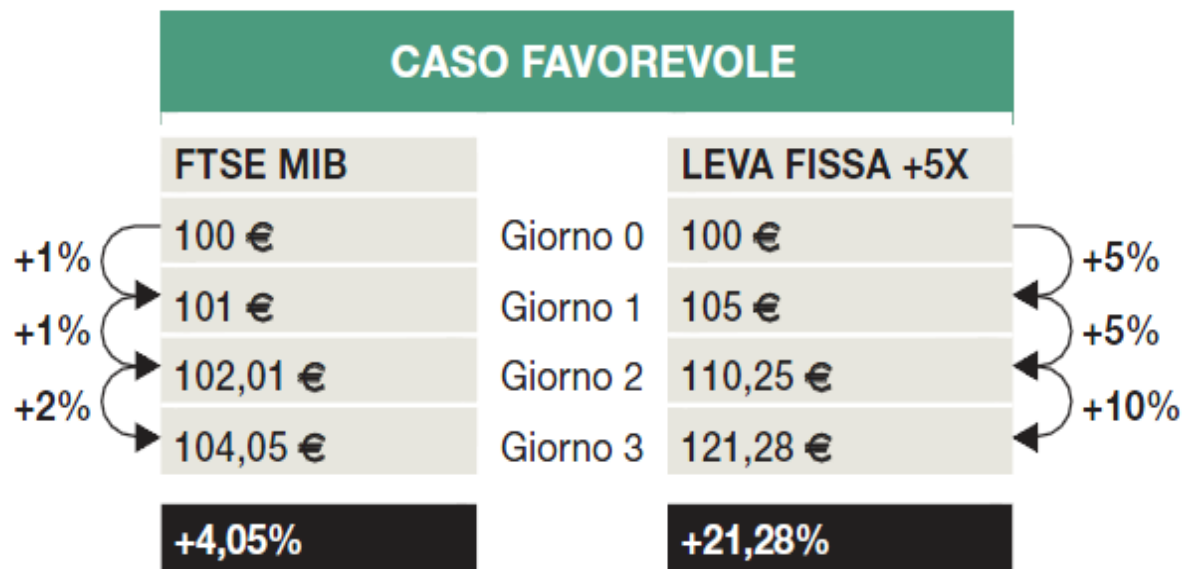 CASO FAVOREVOLE
FTSE MIB LEVA FISSA +5X
100 € Giorno 0 100 €
+1% +5%
101 € Giorno 1 105 €
+1% +5%
102,01 € Giorno 2 110,25 €
+2% +10%
104,05 € Giorno 3 121,28 €
+4,05% +21,28%